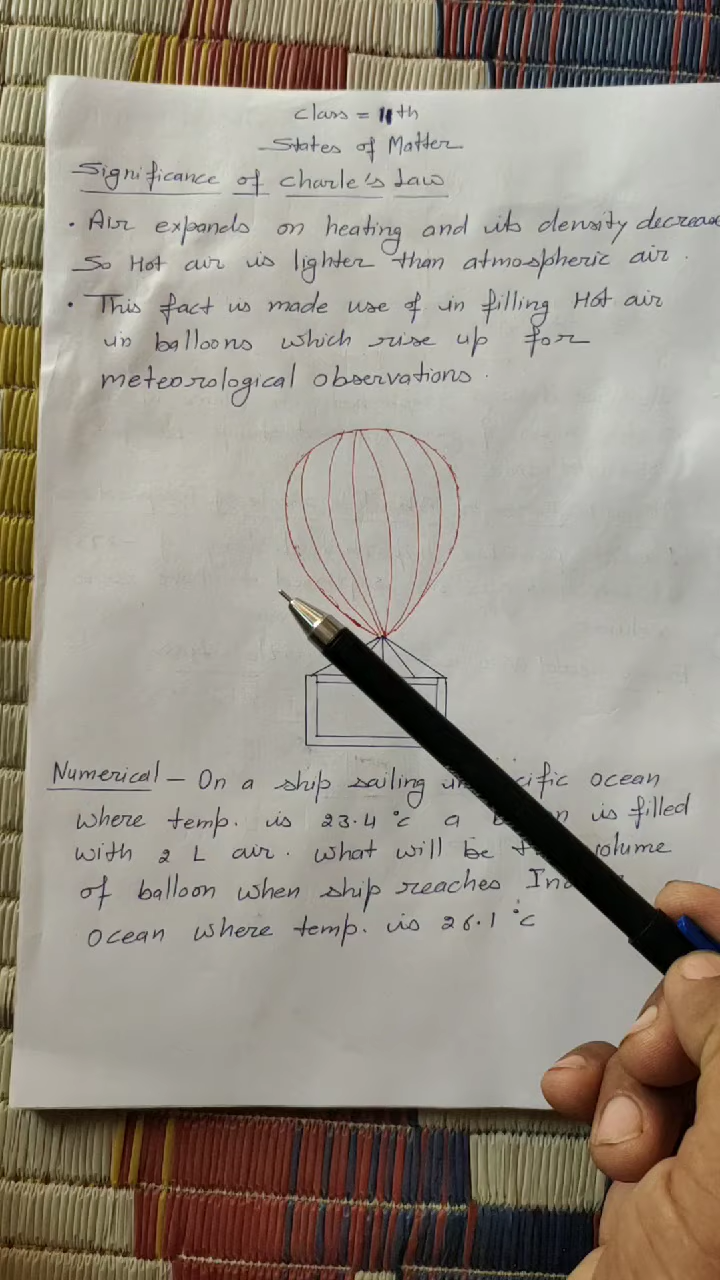 Class = 11th
States of Matter
Significance of Charle's Law
• Air expands on heating and its density decrease
So Hot air is lighter than atmospheric air.
• This fact is made use of in filling Hot air
in balloons which rise up for
meteorological observations.
Numerical - On a ship sailing in ocean
where temp. is 23.4 °c a is filled
with 2 L air. What will be
of balloon when ship reaches
ocean where temp. is 26.1 °c